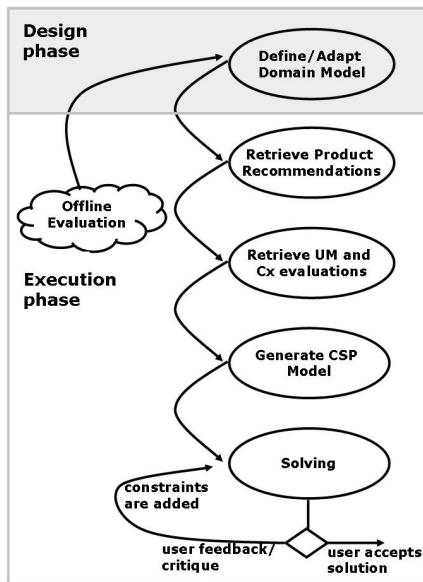 Design
phase
Define/Adapt
Domain Model
Retrieve Product
Recommendations
Offline
Evaluation
Retrieve UM and
Cx evaluations
Execution
phase
Generate CSP
Model
Solving
constraints
are added
user feedback/
critique
user accepts
solution